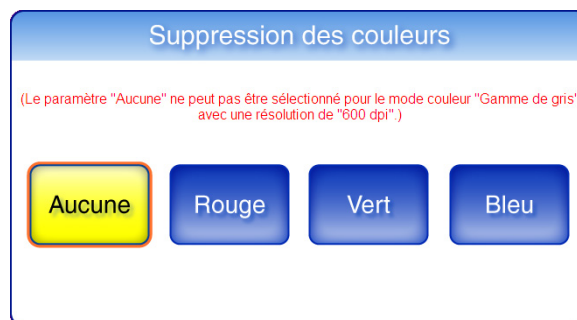 Suppression des couleurs
(Le paramètre "Aucune" ne peut pas être sélectionné pour le mode couleur "Gamme de gris"
avec une résolution de "600 dpi".)
Aucune Rouge Vert Bleu